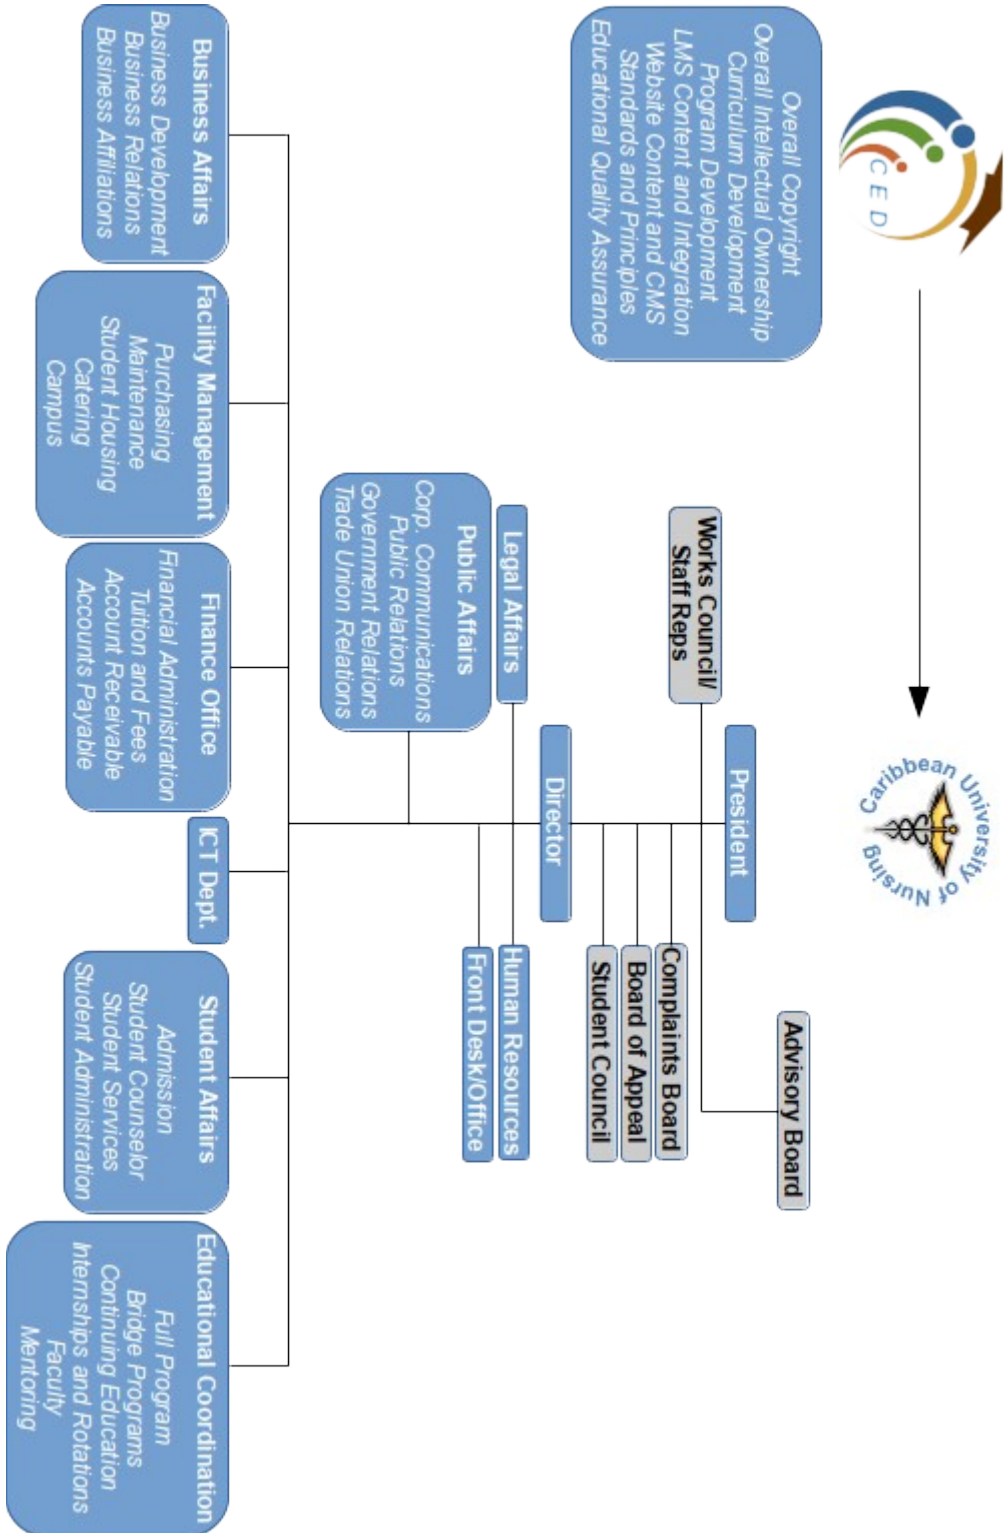 CED
Caribbean University of Nursing
Overall Copyright
Overall Intellectual Ownership
Curriculum Development
Program Development
LMS Content and Integration
Website Content and CMS
Standards and Principles
Educational Quality Assurance
Advisory Board
President
Works Council/
Staff Reps
Complaints Board
Board of Appeal
Student Council
Director
Legal Affairs
Human Resources
Public Affairs
Corp. Communications
Public Relations
Government Relations
Trade Union Relations
Front Desk/Office
Business Affairs
Business Development
Business Relations
Business Affiliations
Facility Management
Purchasing
Maintenance
Student Housing
Catering
Campus
Finance Office
Financial Administration
Tuition and Fees
Account Receivable
Accounts Payable
ICT Dept.
Student Affairs
Admission
Student Counselor
Student Services
Student Administration
Educational Coordination
Full Program
Bridge Programs
Continuing Education
Internships and Rotations
Faculty
Mentoring